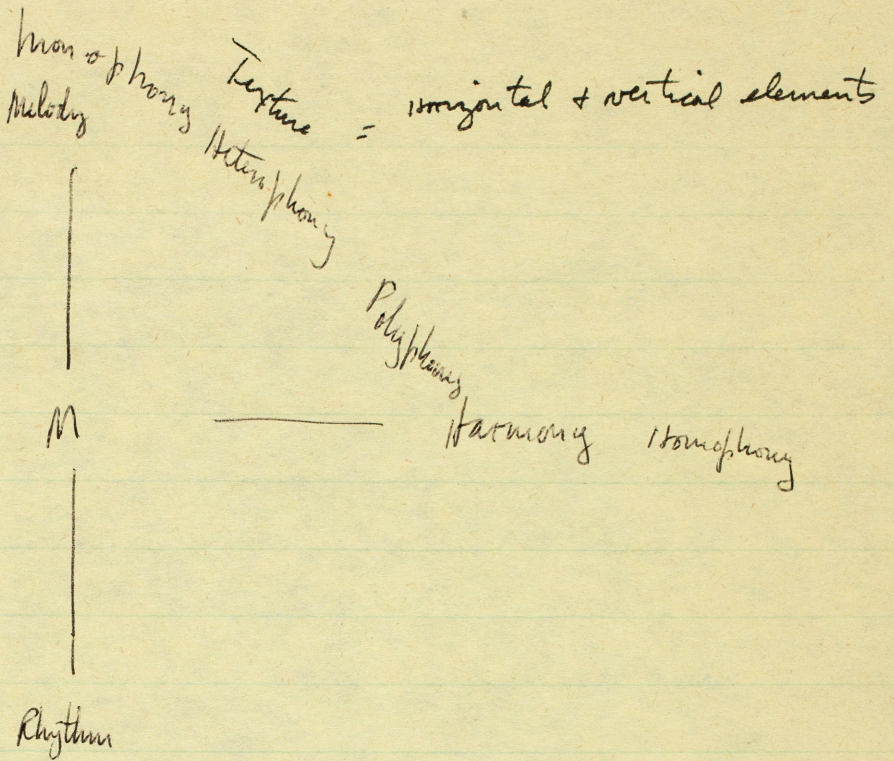 Monophony
Melody
Texture = Horizontal + vertical elements
Heterophony
Polyphony
M
Harmony Homophony
Rhythm